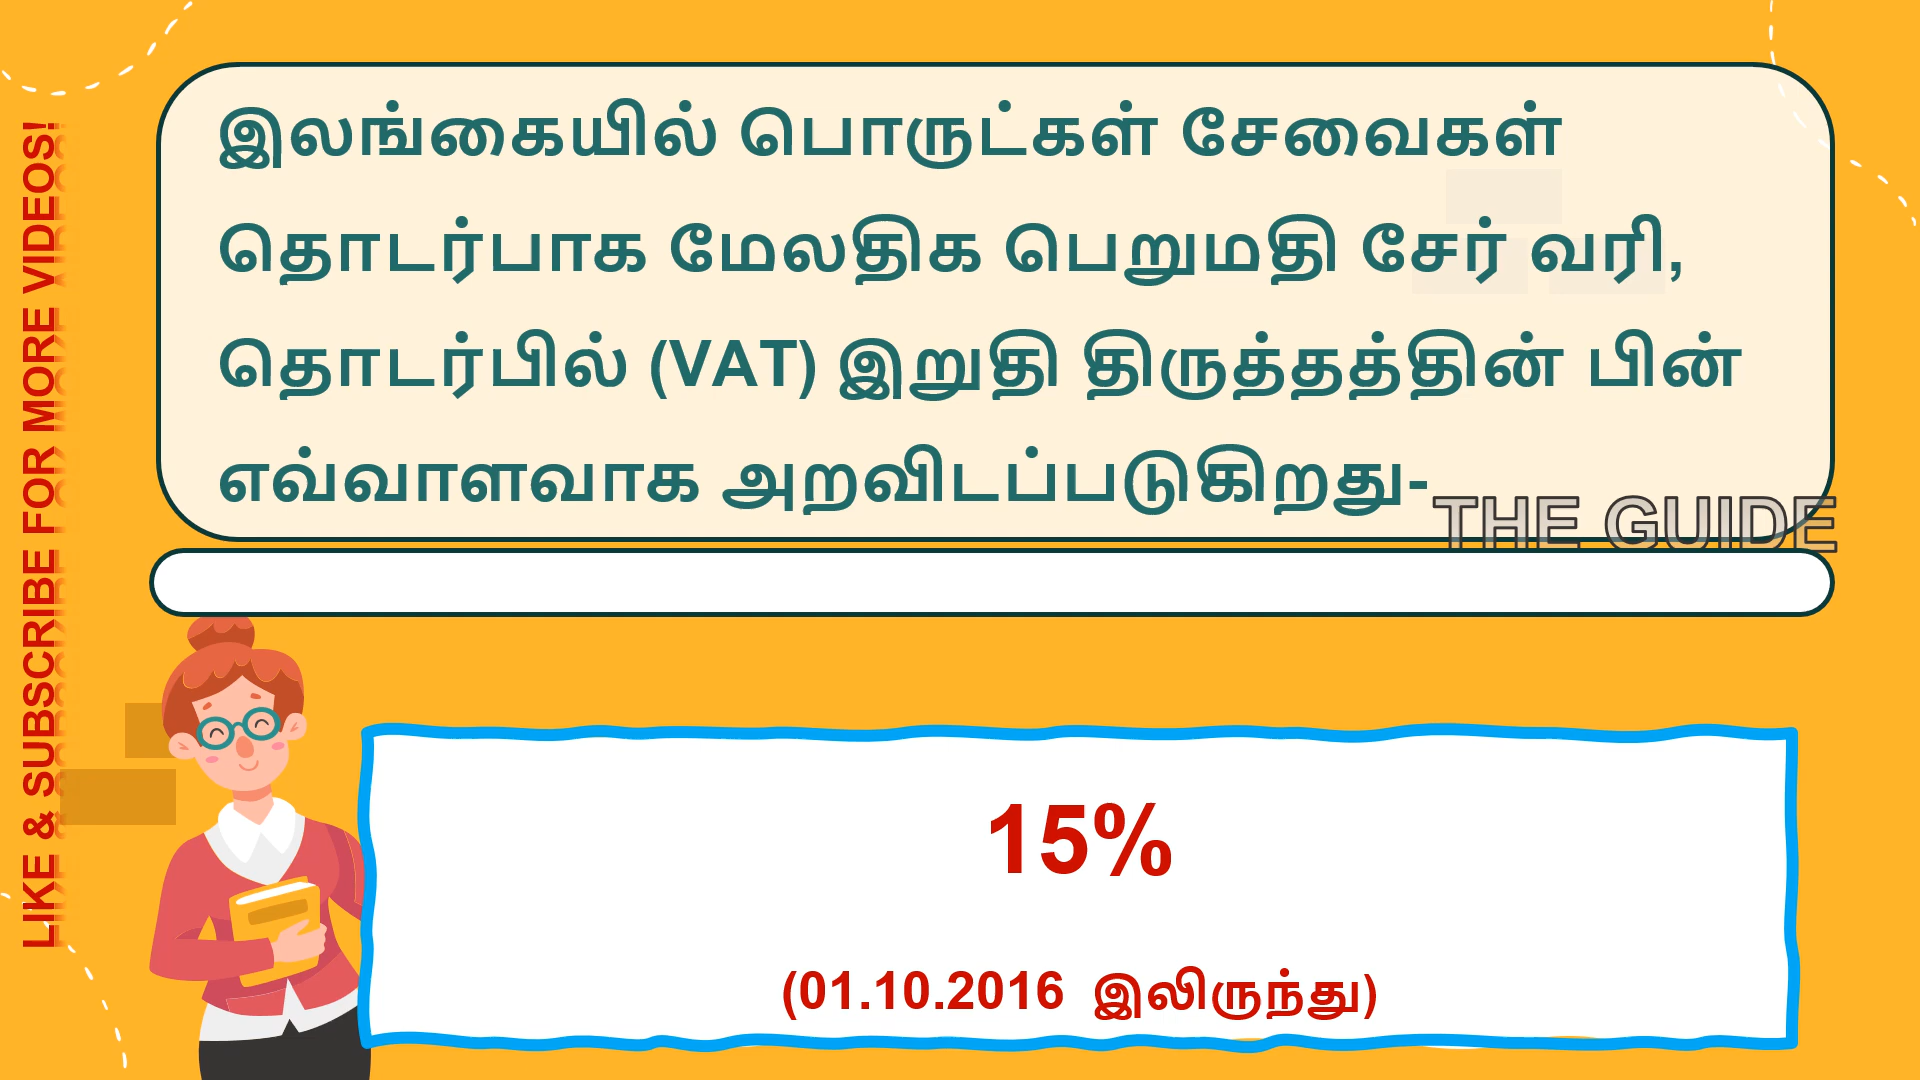 இலங்கையில் பொருட்கள் சேவைகள்
தொடர்பாக மேலதிக பெறுமதி சேர் வரி,
தொடர்பில் (VAT) இறுதி திருத்தத்தின் பின்
எவ்வாளவாக அறவிடப்படுகிறது-
THE GUIDE
15%
(01.10.2016 இலிருந்து)
LIKE & SUBSCRIBE FOR MORE VIDEOS!